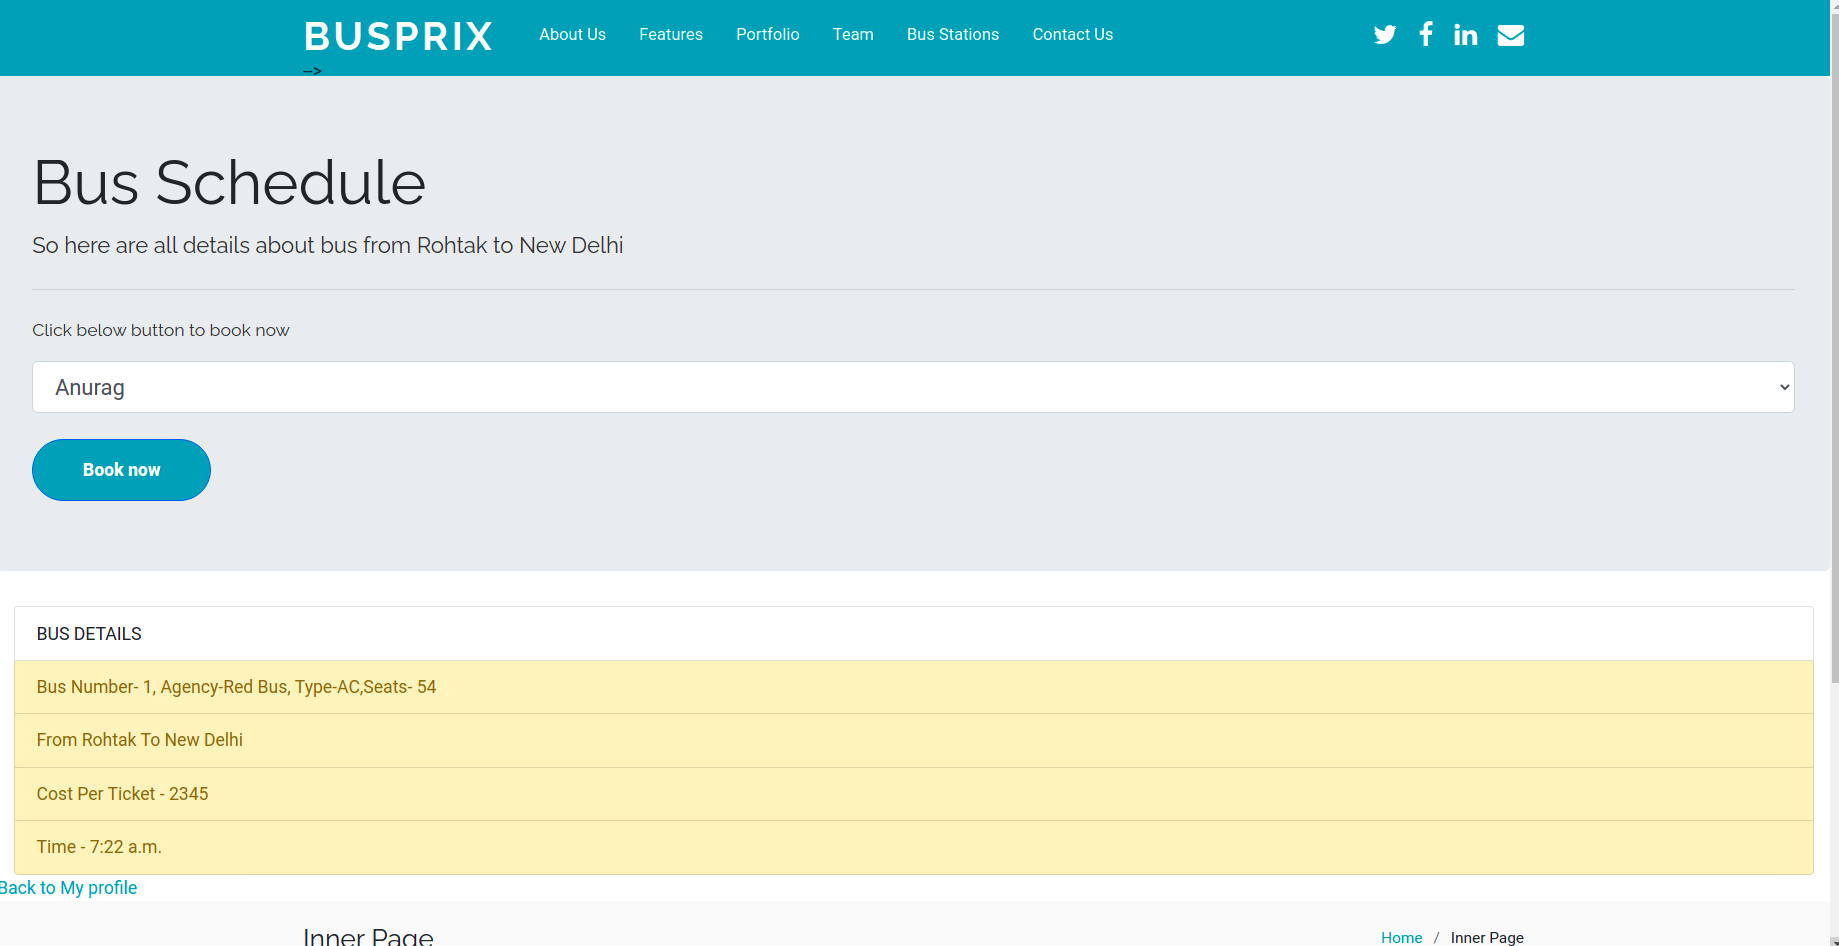 BUSPRIX About Us Features Portfolio Team Bus Stations Contact Us
-->
Bus Schedule
So here are all details about bus from Rohtak to New Delhi
Click below button to book now
Anurag
Book now
BUS DETAILS
Bus Number- 1, Agency-Red Bus, Type-AC,Seats- 54
From Rohtak To New Delhi
Cost Per Ticket - 2345
Time - 7:22 a.m.
Back to My profile
Inner Page
Home / Inner Page